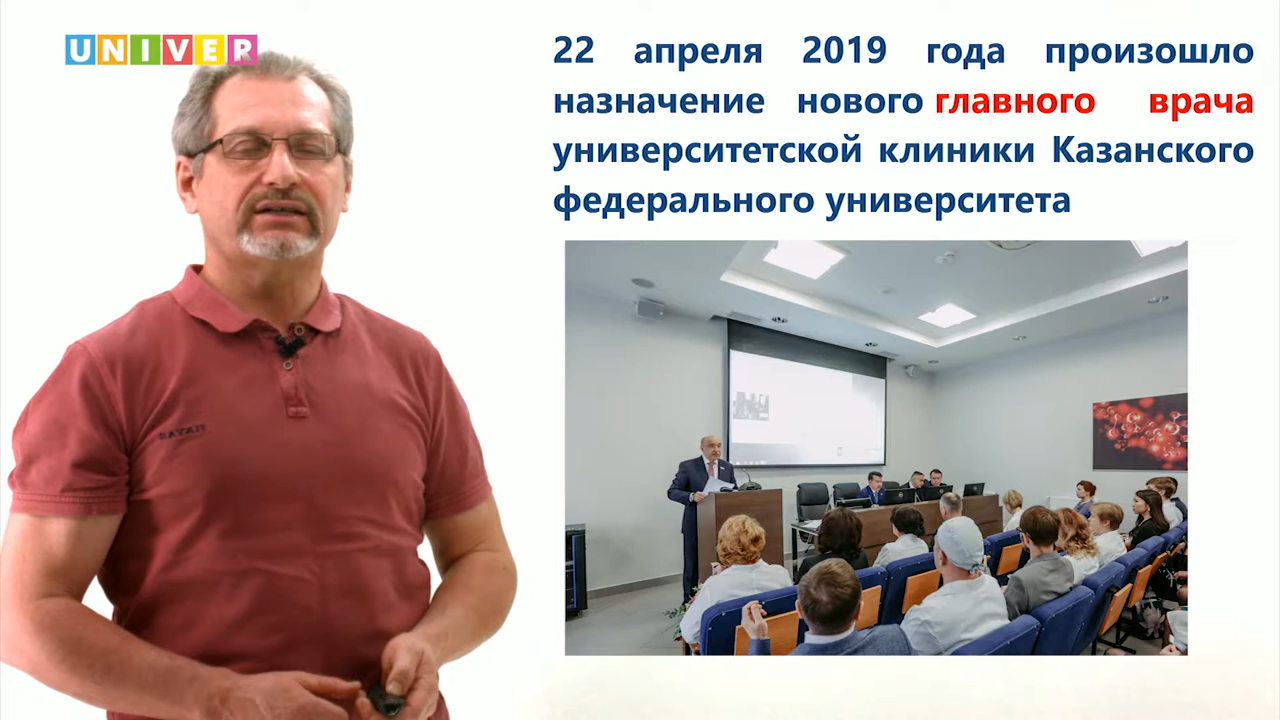 UNIVER
22 апреля 2019 года произошло
назначение нового главного врача
университетской клиники Казанского
федерального университета